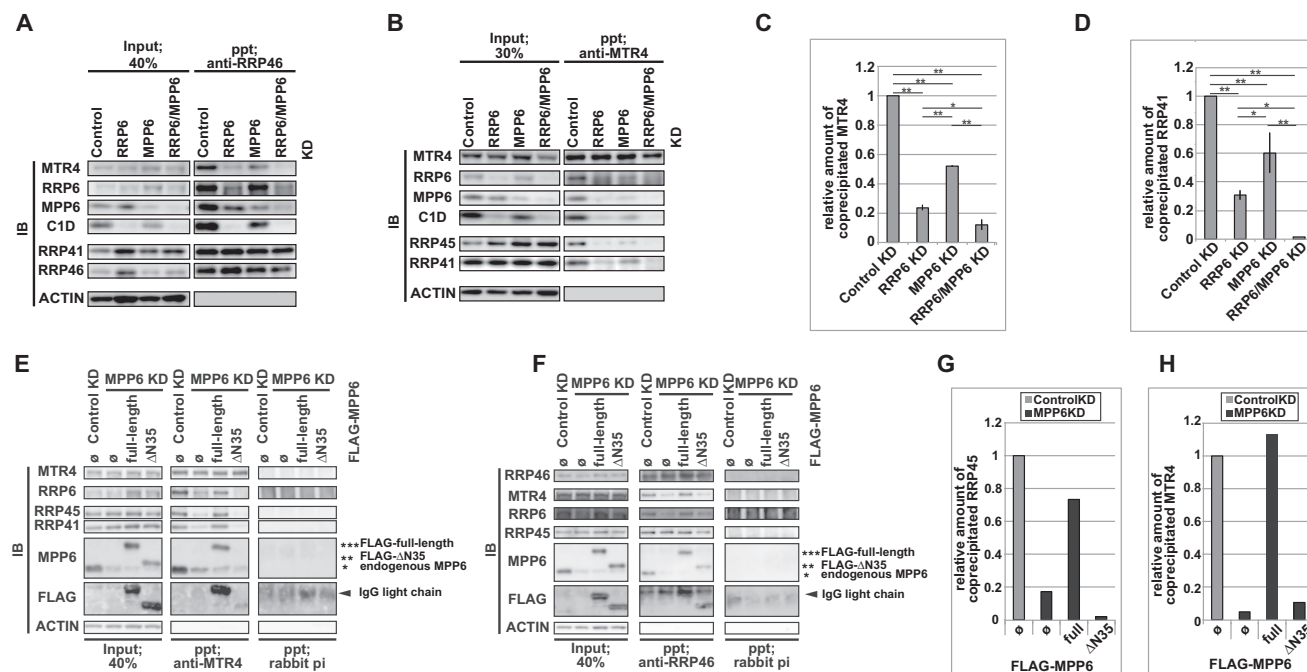 A
Input;
40%
ppt;
anti-RRP46
Control
RRP6
MPP6
RRP6/MPP6
Control
RRP6
MPP6
RRP6/MPP6
KD
IB
MTR4
RRP6
MPP6
C1D
RRP41
RRP46
ACTIN
B
Input;
30%
ppt;
anti-MTR4
Control
RRP6
MPP6
RRP6/MPP6
Control
RRP6
MPP6
RRP6/MPP6
KD
IB
MTR4
RRP6
MPP6
C1D
RRP45
RRP41
ACTIN
C
relative amount of
coprecipitated MTR4
1.2
1
0.8
0.6
0.4
0.2
0
**
**
**
**
*
**
**
Control KD
RRP6 KD
MPP6 KD
RRP6/MPP6 KD
D
relative amount of
coprecipitated RRP41
1.2
1
0.8
0.6
0.4
0.2
0
**
**
**
*
*
**
Control KD
RRP6 KD
MPP6 KD
RRP6/MPP6 KD
E
Control KD
MPP6 KD
Control KD
MPP6 KD
Control KD
MPP6 KD
ø
ø
full-length
ΔN35
ø
ø
full-length
ΔN35
ø
ø
full-length
ΔN35
FLAG-MPP6
IB
MTR4
RRP6
RRP45
RRP41
MPP6
***FLAG-full-length
** FLAG-ΔN35
* endogenous MPP6
FLAG
IgG light chain
ACTIN
Input;
40%
ppt;
anti-MTR4
ppt;
rabbit pi
F
Control KD
MPP6 KD
Control KD
MPP6 KD
Control KD
MPP6 KD
ø
ø
full-length
ΔN35
ø
ø
full-length
ΔN35
ø
ø
full-length
ΔN35
FLAG-MPP6
IB
RRP46
MTR4
RRP6
RRP45
MPP6
***FLAG-full-length
** FLAG-ΔN35
* endogenous MPP6
FLAG
IgG light chain
ACTIN
Input;
40%
ppt;
anti-RRP46
ppt;
rabbit pi
G
ControlKD
MPP6KD
relative amount of
coprecipitated RRP45
1.2
1
0.8
0.6
0.4
0.2
0
ø
ø
full
ΔN35
FLAG-MPP6
H
ControlKD
MPP6KD
relative amount of
coprecipitated MTR4
1.2
1
0.8
0.6
0.4
0.2
0
ø
ø
full
ΔN35
FLAG-MPP6